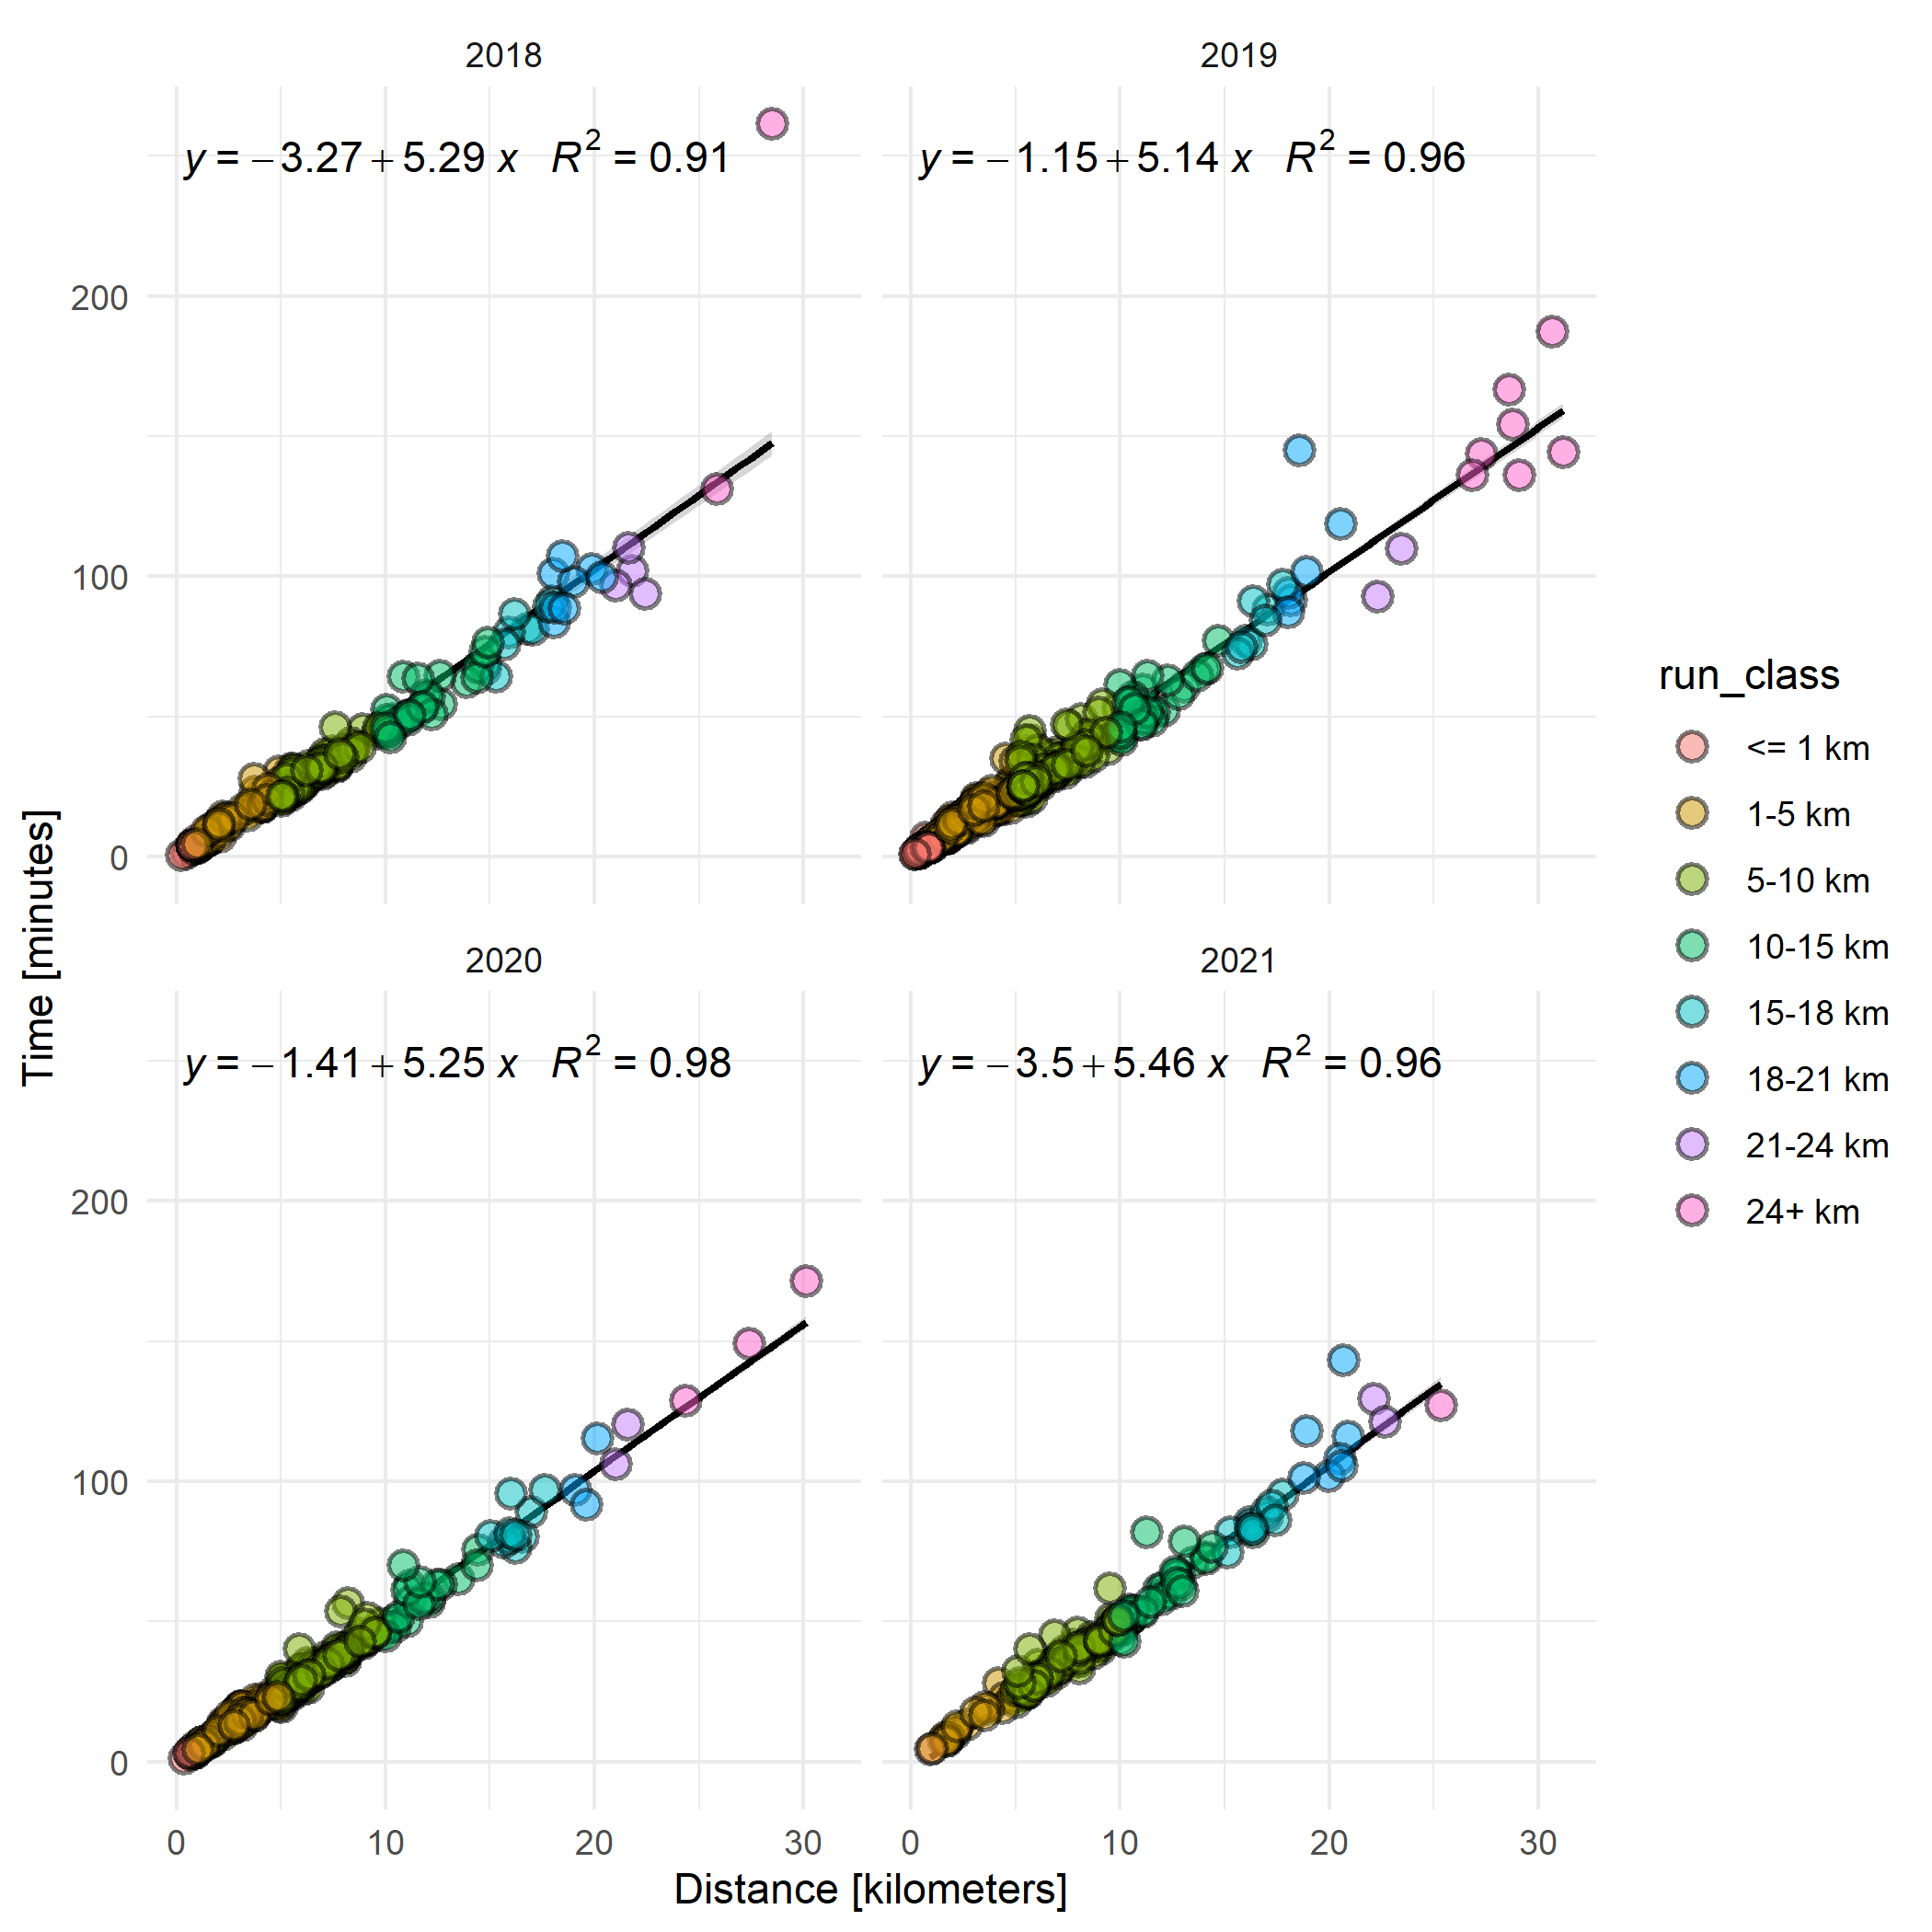 2018
2019
y = −3.27 + 5.29 x   R² = 0.91
y = −1.15 + 5.14 x   R² = 0.96
200
100
0
2020
2021
y = −1.41 + 5.25 x   R² = 0.98
y = −3.5 + 5.46 x   R² = 0.96
200
100
0
0 10 20 30
0 10 20 30
Distance [kilometers]
Time [minutes]
run_class
<= 1 km
1-5 km
5-10 km
10-15 km
15-18 km
18-21 km
21-24 km
24+ km